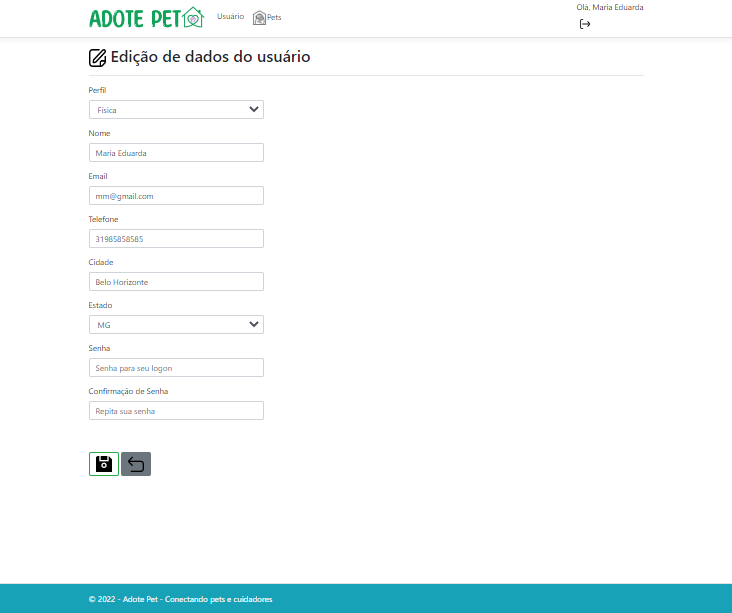 ADOTE PET
Usuário
Pets
Olá, Maria Eduarda
Edição de dados do usuário
Perfil
Física
Nome
Maria Eduarda
Email
mm@gmail.com
Telefone
31985858585
Cidade
Belo Horizonte
Estado
MG
Senha
Senha para seu logon
Confirmação de Senha
Repita sua senha
© 2022 - Adote Pet - Conectando pets e cuidadores